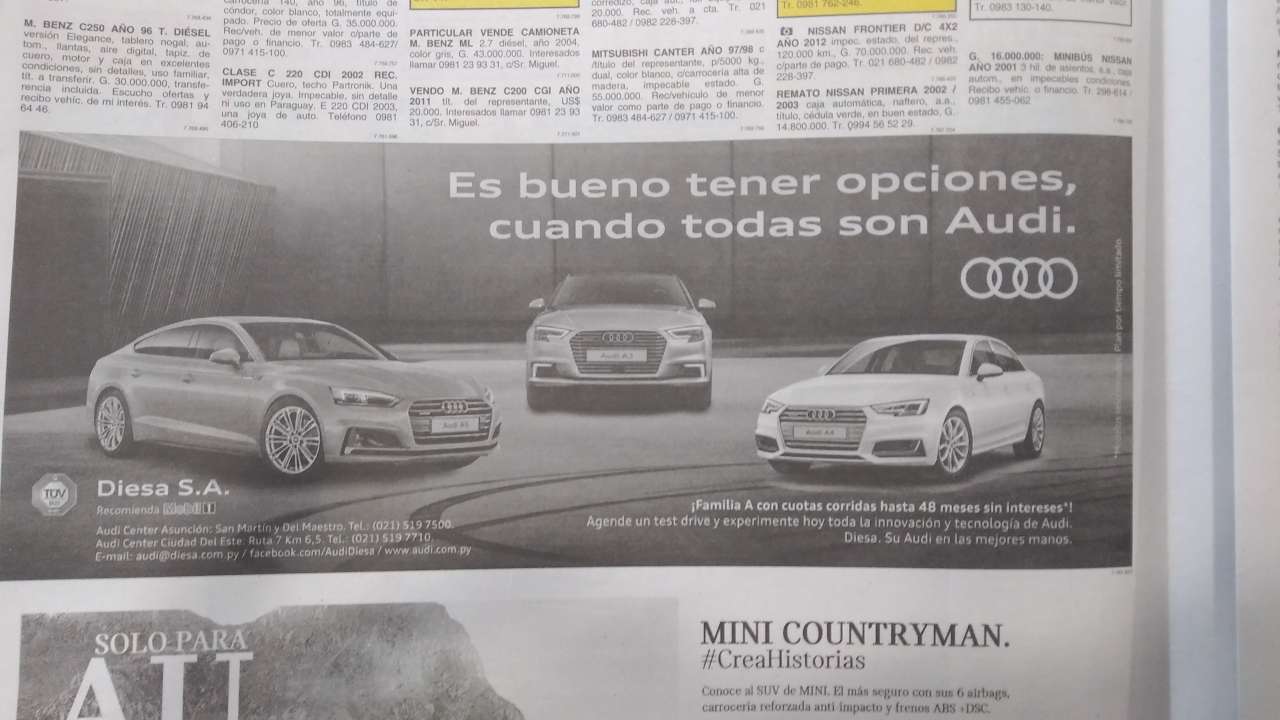 M. BENZ C250 AÑO 96 T. DIÉSEL
versión Elegance, tablero nogal, au-
tom., llantas, aire digital, tapiz. de
cuero, motor y caja en excelentes
condiciones, sin detalles, uso familiar,
tít. a transferir. G. 30.000.000, transfe-
rencia incluida. Escucho ofertas y
recibo vehíc. de mi interés. Tr. 0981 94
64 46.
carrocería 140, año 96, título de
cóndor, color blanco, totalmente equi-
pado. Precio de oferta G. 35.000.000.
Rec/veh. de menor valor c/parte de
pago o financio. Tr. 0983 484-627/
0971 415-100.
CLASE C 220 CDI 2002 REC.
IMPORT Cuero, techo Partronik. Una
verdadera joya. Impecable, sin detalle
ni uso en Paraguay. E 220 CDI 2003,
una joya de auto. Teléfono 0981
406-210
PARTICULAR VENDE CAMIONETA
M. BENZ ML 2.7 diésel, año 2004,
color gris, G. 43.000.000. Interesados
llamar 0981 23 93 31, c/Sr. Miguel.
VENDO M. BENZ C200 CGI AÑO
2011 tít. del representante, US$
20.000. Interesados llamar 0981 23 93
31, c/Sr. Miguel.
20.000. Rec. veh. a cta. Tr. 021
680-482 / 0982 228-397.
MITSUBISHI CANTER AÑO 97/98 c
/título del representante, p/5000 kg.,
dual, color blanco, c/carrocería alta de
madera, impecable estado. G.
55.000.000. Rec/vehículo de menor
valor como parte de pago o financio.
Tr. 0983 484-627 / 0971 415-100.
Tr. 0981 762-246.
NISSAN FRONTIER D/C 4X2
AÑO 2012 impec. estado, del repres.,
120.000 km., G. 70.000.000. Rec. veh.
c/parte de pago. Tr. 021 680-482 / 0982
228-397
REMATO NISSAN PRIMERA 2002 /
2003 caja automática, naftero, a.a.,
título, cédula verde, en buen estado, G.
14.800.000. Tr. 0994 56 52 29.
Tr. 0983 130-140.
G. 16.000.000: MINIBÚS NISSAN
AÑO 2001 3 hil. de asientos, a.a., caja
autom., en impecables condiciones.
Recibo vehíc. o financio. Tr. 298-614 /
0981 455-062
Es bueno tener opciones,
cuando todas son Audi.
Audi A5
Audi A3
Audi A4
Plan por tiempo limitado.
TÜV
Diesa S.A.
Recomienda Mobil 1
Audi Center Asunción: San Martín y Del Maestro. Tel.: (021) 519 7500.
Audi Center Ciudad Del Este. Ruta 7 Km 6,5. Tel.: (021) 519 7710.
E-mail: audi@diesa.com.py / facebook.com/AudiDiesa / www.audi.com.py
¡Familia A con cuotas corridas hasta 48 meses sin intereses*!
Agende un test drive y experimente hoy toda la innovación y tecnología de Audi.
Diesa. Su Audi en las mejores manos.
SOLO PARA
MINI COUNTRYMAN.
#CreaHistorias
Conoce al SUV de MINI. El más seguro con sus 6 airbags,
carrocería reforzada anti-impacto y frenos ABS +DSC.